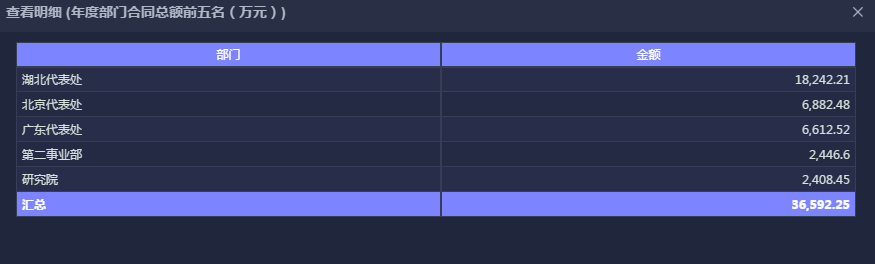 查看明细 (年度部门合同总额前五名（万元）)
部门 金额
湖北代表处 18,242.21
北京代表处 6,882.48
广东代表处 6,612.52
第二事业部 2,446.6
研究院 2,408.45
汇总 36,592.25